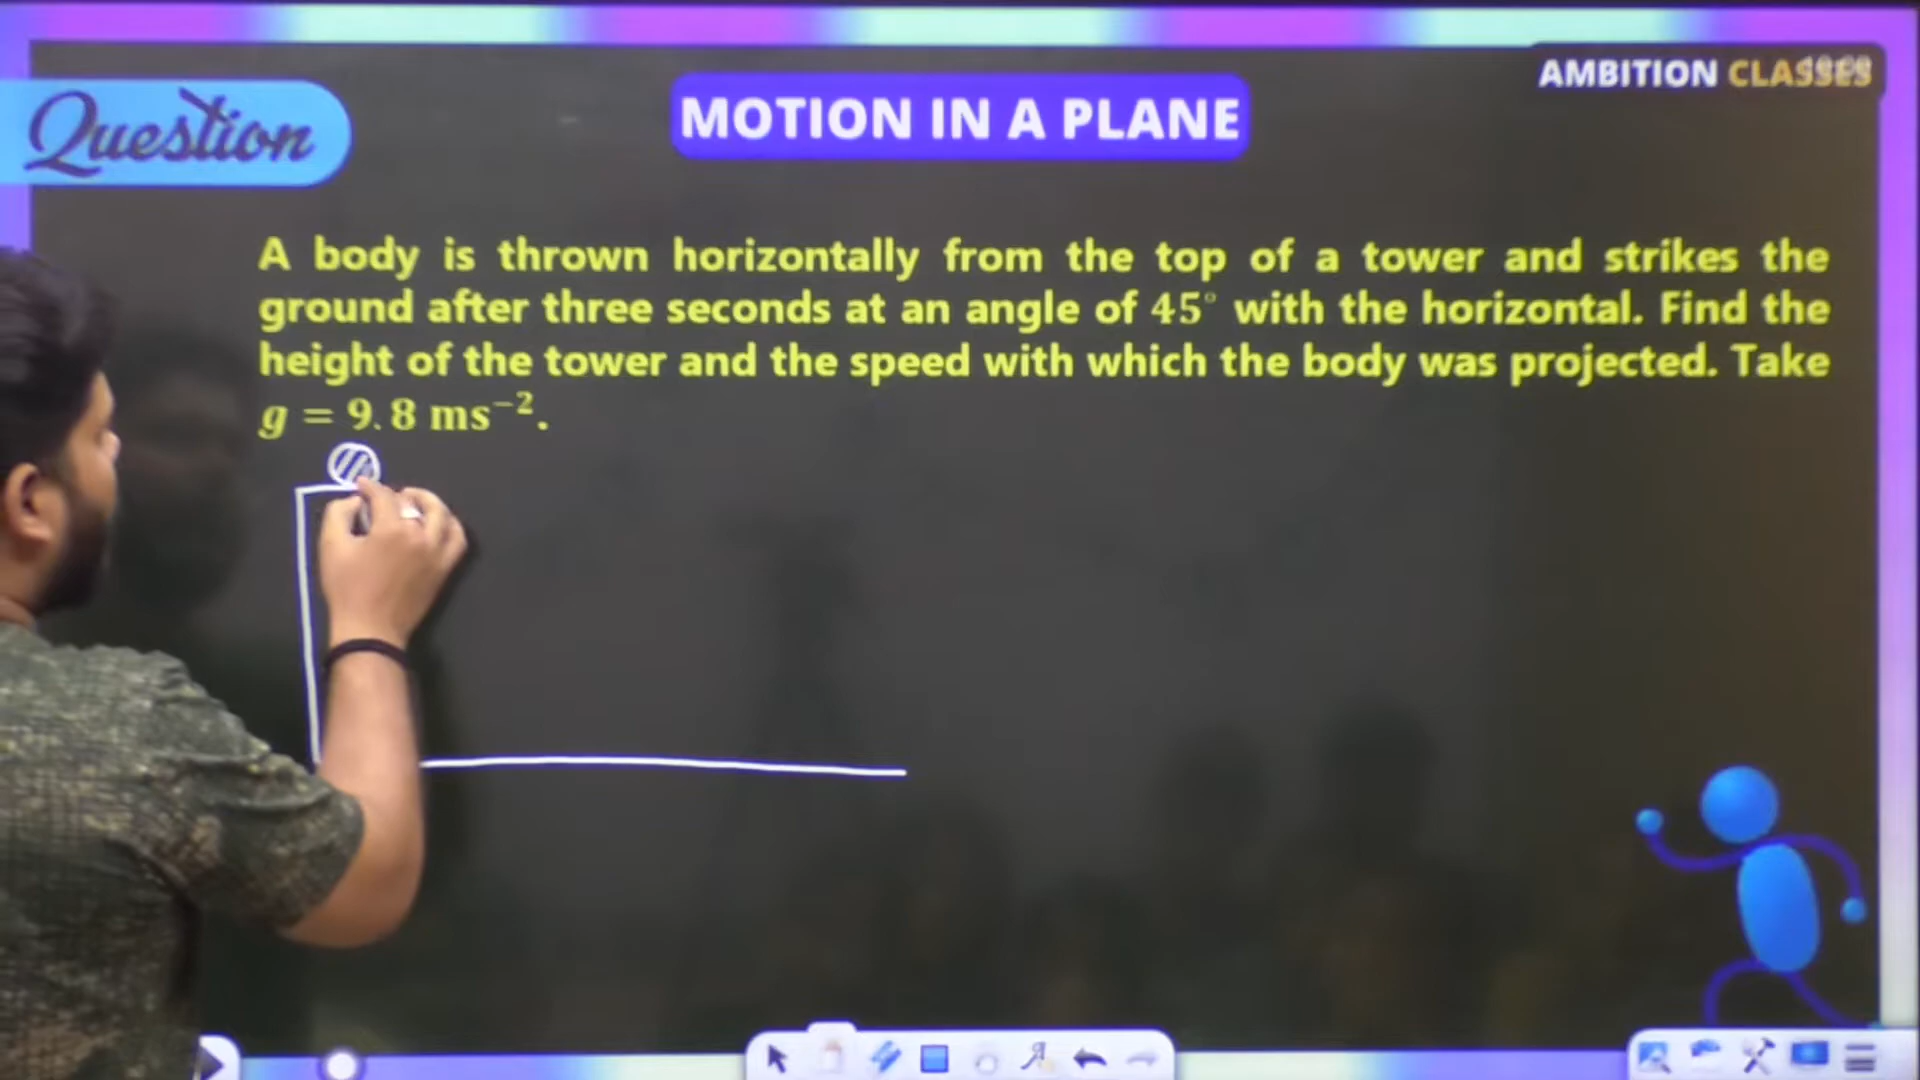 AMBITION CLASSES
Question
MOTION IN A PLANE
A body is thrown horizontally from the top of a tower and strikes the
ground after three seconds at an angle of 45° with the horizontal. Find the
height of the tower and the speed with which the body was projected. Take
g = 9.8 ms⁻².